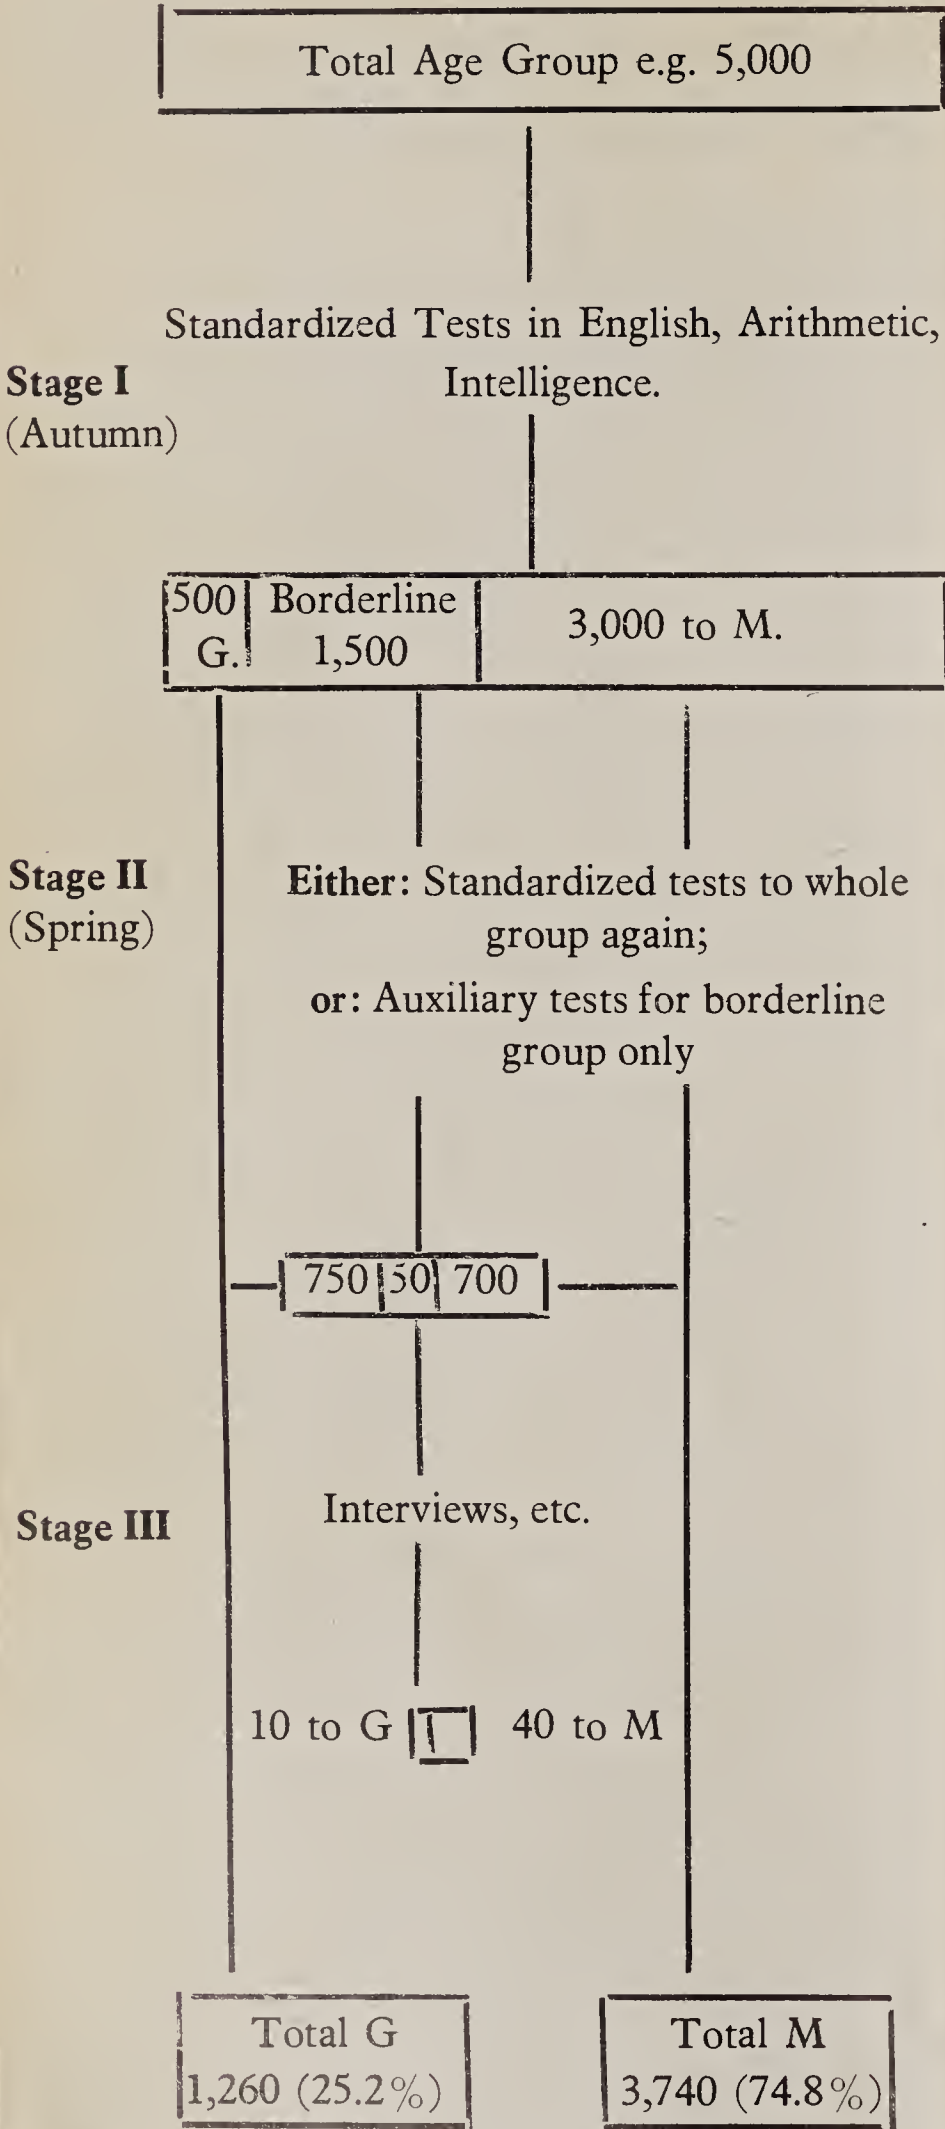 Total Age Group e.g. 5,000
Standardized Tests in English, Arithmetic,
Stage I
Intelligence.
(Autumn)
500
G.
Borderline
1,500
3,000 to M.
Stage II
(Spring)
Either: Standardized tests to whole
group again;
or: Auxiliary tests for borderline
group only
750 50 700
Stage III
Interviews, etc.
10 to G
40 to M
Total G
1,260 (25.2%)
Total M
3,740 (74.8%)